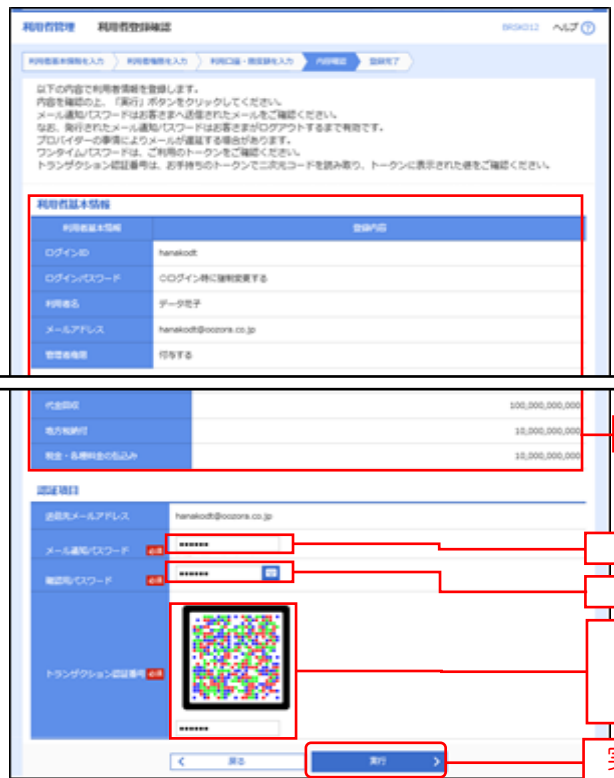 利用者管理 利用者登録確認 BRSK012 ヘルプ ?
利用者基本情報を入力 利用者権限を入力 利用口座・限度額を入力 内容確認 登録完了
以下の内容で利用者情報を登録します。
内容を確認の上、「実行」ボタンをクリックしてください。
メール通知パスワードはお客さまへ送信されたメールをご確認ください。
なお、発行されたメール通知パスワードはお客さまがログアウトするまで有効です。
プロバイダーの事情によりメールが遅延する場合があります。
ワンタイムパスワードは、ご利用のトークンをご確認ください。
トランザクション認証番号は、お手持ちのトークンで二次元コードを読み取り、トークンに表示された値をご確認ください。
利用者基本情報
利用者基本情報 登録内容
ログインID hanakodt
ログインパスワード 〇ログイン時に強制変更する
利用者名 データ花子
メールアドレス hanakodt@oozora.co.jp
管理者権限 付与する
代金回収 100,000,000,000
地方税納付 10,000,000,000
税金・各種料金の払込み 10,000,000,000
認証項目
送信先メールアドレス hanakodt@oozora.co.jp
メール通知パスワード 必須 ●●●●●●
確認用パスワード 必須 ●●●●●●
トランザクション認証番号 必須
●●●●●●
< 戻る 実行 >